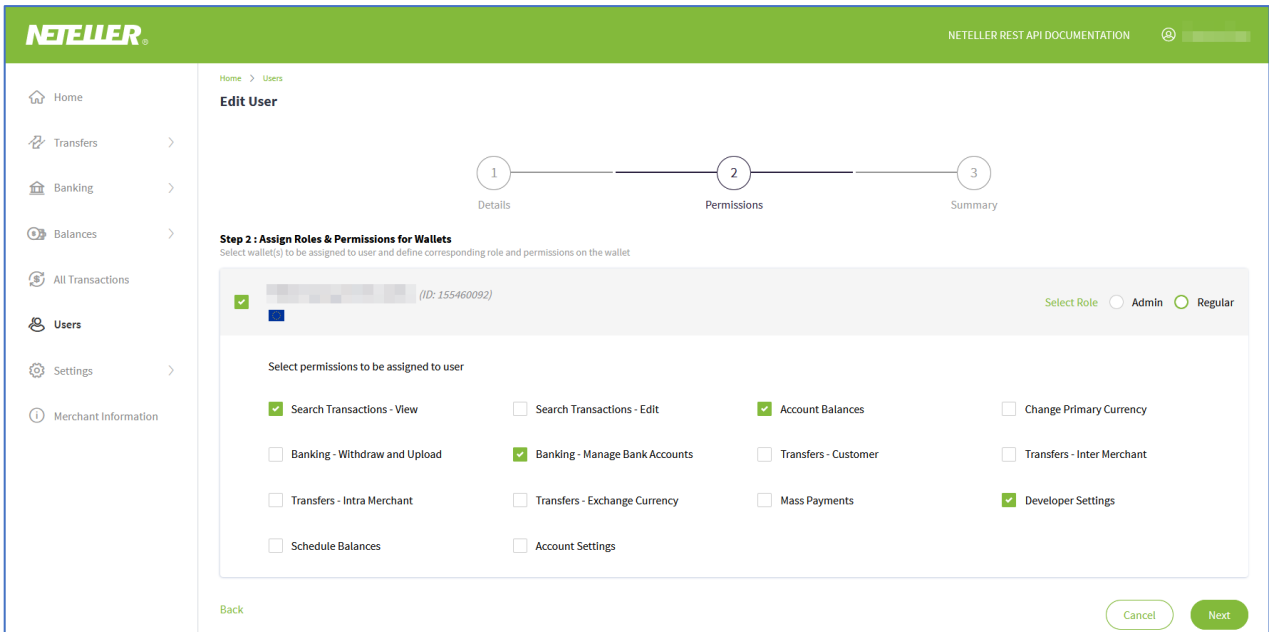 NETELLER®
NETELLER REST API DOCUMENTATION
Home > Users
Edit User
Home
Transfers
Banking
Balances
All Transactions
Users
Settings
Merchant Information
1
2
3
Details
Permissions
Summary
Step 2 : Assign Roles & Permissions for Wallets
Select wallet(s) to be assigned to user and define corresponding role and permissions on the wallet
(ID: 155460092)
Select Role Admin Regular
Select permissions to be assigned to user
Search Transactions - View
Search Transactions - Edit
Account Balances
Change Primary Currency
Banking - Withdraw and Upload
Banking - Manage Bank Accounts
Transfers - Customer
Transfers - Inter Merchant
Transfers - Intra Merchant
Transfers - Exchange Currency
Mass Payments
Developer Settings
Schedule Balances
Account Settings
Back
Cancel
Next